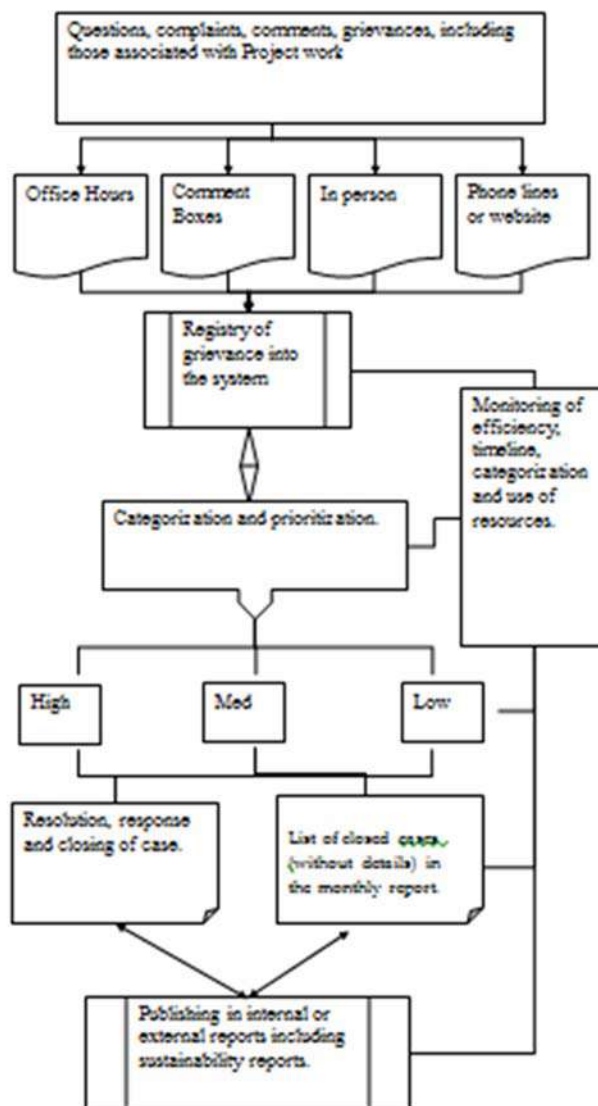 Questions, complaints, comments, grievances, including
those associated with Project work
Office Hours
Comment
Boxes
In person
Phone lines
or website
Registry of
grievance into
the system
Monitoring of
efficiency,
timeline,
categorization
and use of
resources.
Categorization and prioritization.
High
Med
Low
Resolution, response
and closing of case.
List of closed cases,
(without details) in
the monthly report.
Publishing in internal or
external reports including
sustainability reports.